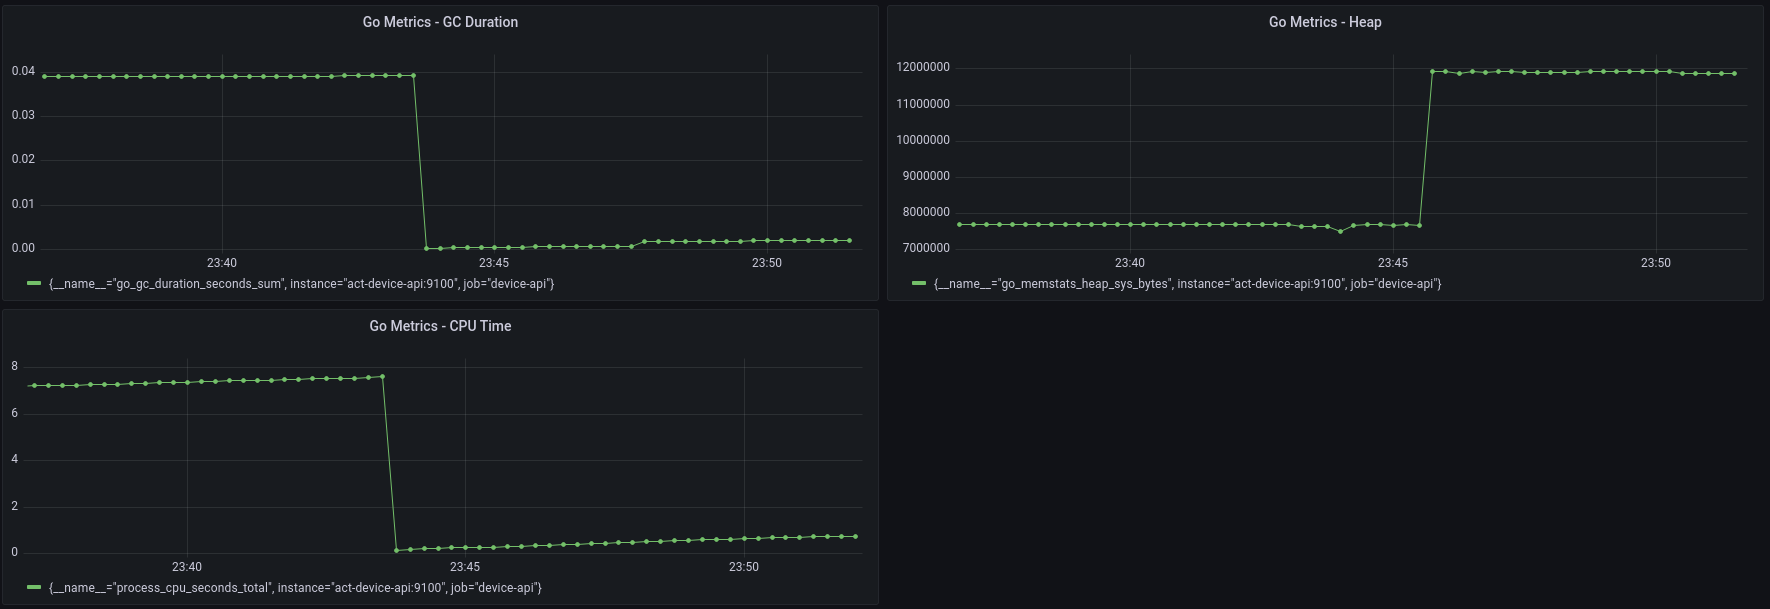 Go Metrics - GC Duration
0.04
0.03
0.02
0.01
0.00
23:40 23:45 23:50
{__name__="go_gc_duration_seconds_sum", instance="act-device-api:9100", job="device-api"}
Go Metrics - Heap
12000000
11000000
10000000
9000000
8000000
7000000
23:40 23:45 23:50
{__name__="go_memstats_heap_sys_bytes", instance="act-device-api:9100", job="device-api"}
Go Metrics - CPU Time
8
6
4
2
0
23:40 23:45 23:50
{__name__="process_cpu_seconds_total", instance="act-device-api:9100", job="device-api"}